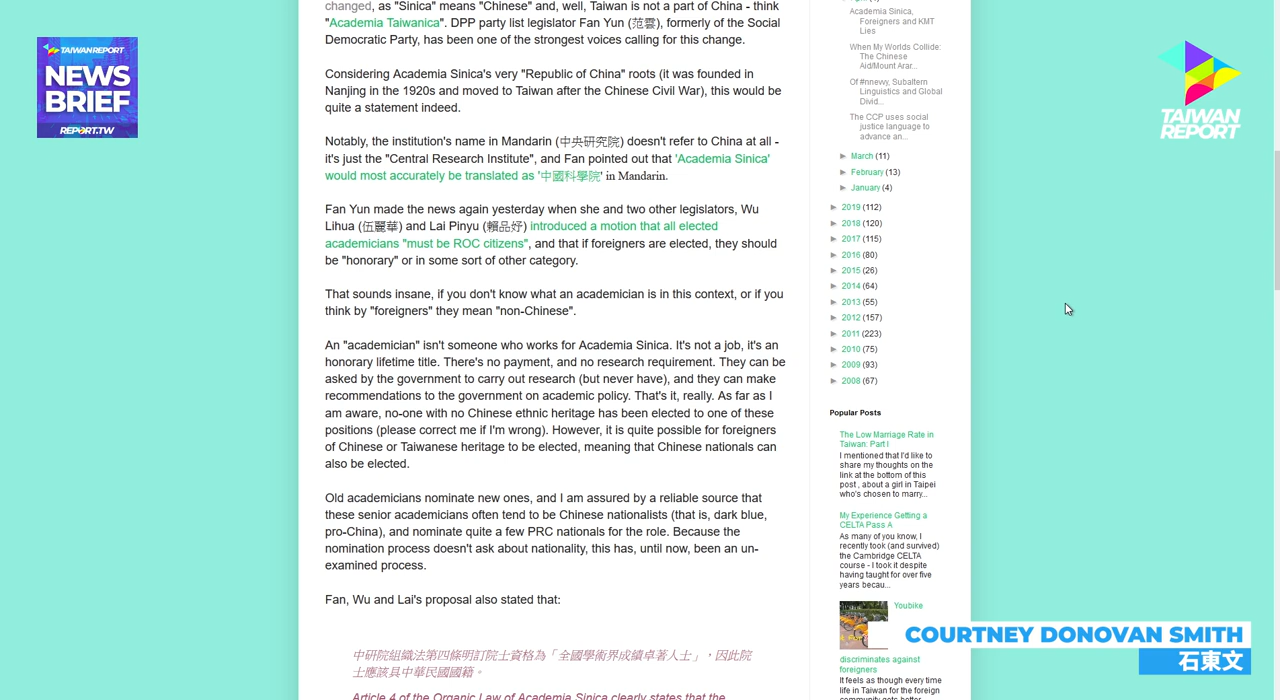 changed, as "Sinica" means "Chinese" and, well, Taiwan is not a part of China - think
"Academia Taiwanica". DPP party list legislator Fan Yun (范雲), formerly of the Social
Democratic Party, has been one of the strongest voices calling for this change.
Considering Academia Sinica's very "Republic of China" roots (it was founded in
Nanjing in the 1920s and moved to Taiwan after the Chinese Civil War), this would be
quite a statement indeed.
Notably, the institution's name in Mandarin (中央研究院) doesn't refer to China at all -
it's just the "Central Research Institute", and Fan pointed out that 'Academia Sinica'
would most accurately be translated as '中國科學院' in Mandarin.
Fan Yun made the news again yesterday when she and two other legislators, Wu
Lihua (伍麗華) and Lai Pinyu (賴品妤) introduced a motion that all elected
academicians "must be ROC citizens", and that if foreigners are elected, they should
be "honorary" or in some sort of other category.
That sounds insane, if you don't know what an academician is in this context, or if you
think by "foreigners" they mean "non-Chinese".
An "academician" isn't someone who works for Academia Sinica. It's not a job, it's an
honorary lifetime title. There's no payment, and no research requirement. They can be
asked by the government to carry out research (but never have), and they can make
recommendations to the government on academic policy. That's it, really. As far as I
am aware, no-one with no Chinese ethnic heritage has been elected to one of these
positions (please correct me if I'm wrong). However, it is quite possible for foreigners
of Chinese or Taiwanese heritage to be elected, meaning that Chinese nationals can
also be elected.
Old academicians nominate new ones, and I am assured by a reliable source that
these senior academicians often tend to be Chinese nationalists (that is, dark blue,
pro-China), and nominate quite a few PRC nationals for the role. Because the
nomination process doesn't ask about nationality, this has, until now, been an un-
examined process.
Fan, Wu and Lai's proposal also stated that:
中研院組織法第四條明訂院士資格為「全國學術界成績卓著人士」，因此院
士應該具中華民國國籍。
Article 4 of the Organic Law of Academia Sinica clearly states that the
Academia Sinica,
Foreigners and KMT
Lies
When My Worlds Collide:
The Chinese
Aid/Mount Arar...
Of #nnevvy, Subaltern
Linguistics and Global
Divid...
The CCP uses social
justice language to
advance an...
► March (11)
► February (13)
► January (4)
► 2019 (112)
► 2018 (120)
► 2017 (115)
► 2016 (80)
► 2015 (26)
► 2014 (64)
► 2013 (55)
► 2012 (157)
► 2011 (223)
► 2010 (75)
► 2009 (93)
► 2008 (67)
Popular Posts
The Low Marriage Rate in
Taiwan: Part I
I mentioned that I'd like to
share my thoughts on the
link at the bottom of this
post , about a girl in Taipei
who's chosen to marry...
My Experience Getting a
CELTA Pass A
As many of you know, I
recently took (and survived)
the Cambridge CELTA
course - I took it despite
having taught for over five
years becau...
Youbike
discriminates against
foreigners
It feels as though every time
life in Taiwan for the foreign
TAIWAN REPORT
NEWS
BRIEF
REPORT.TW
TAIWAN
REPORT
COURTNEY DONOVAN SMITH
石東文